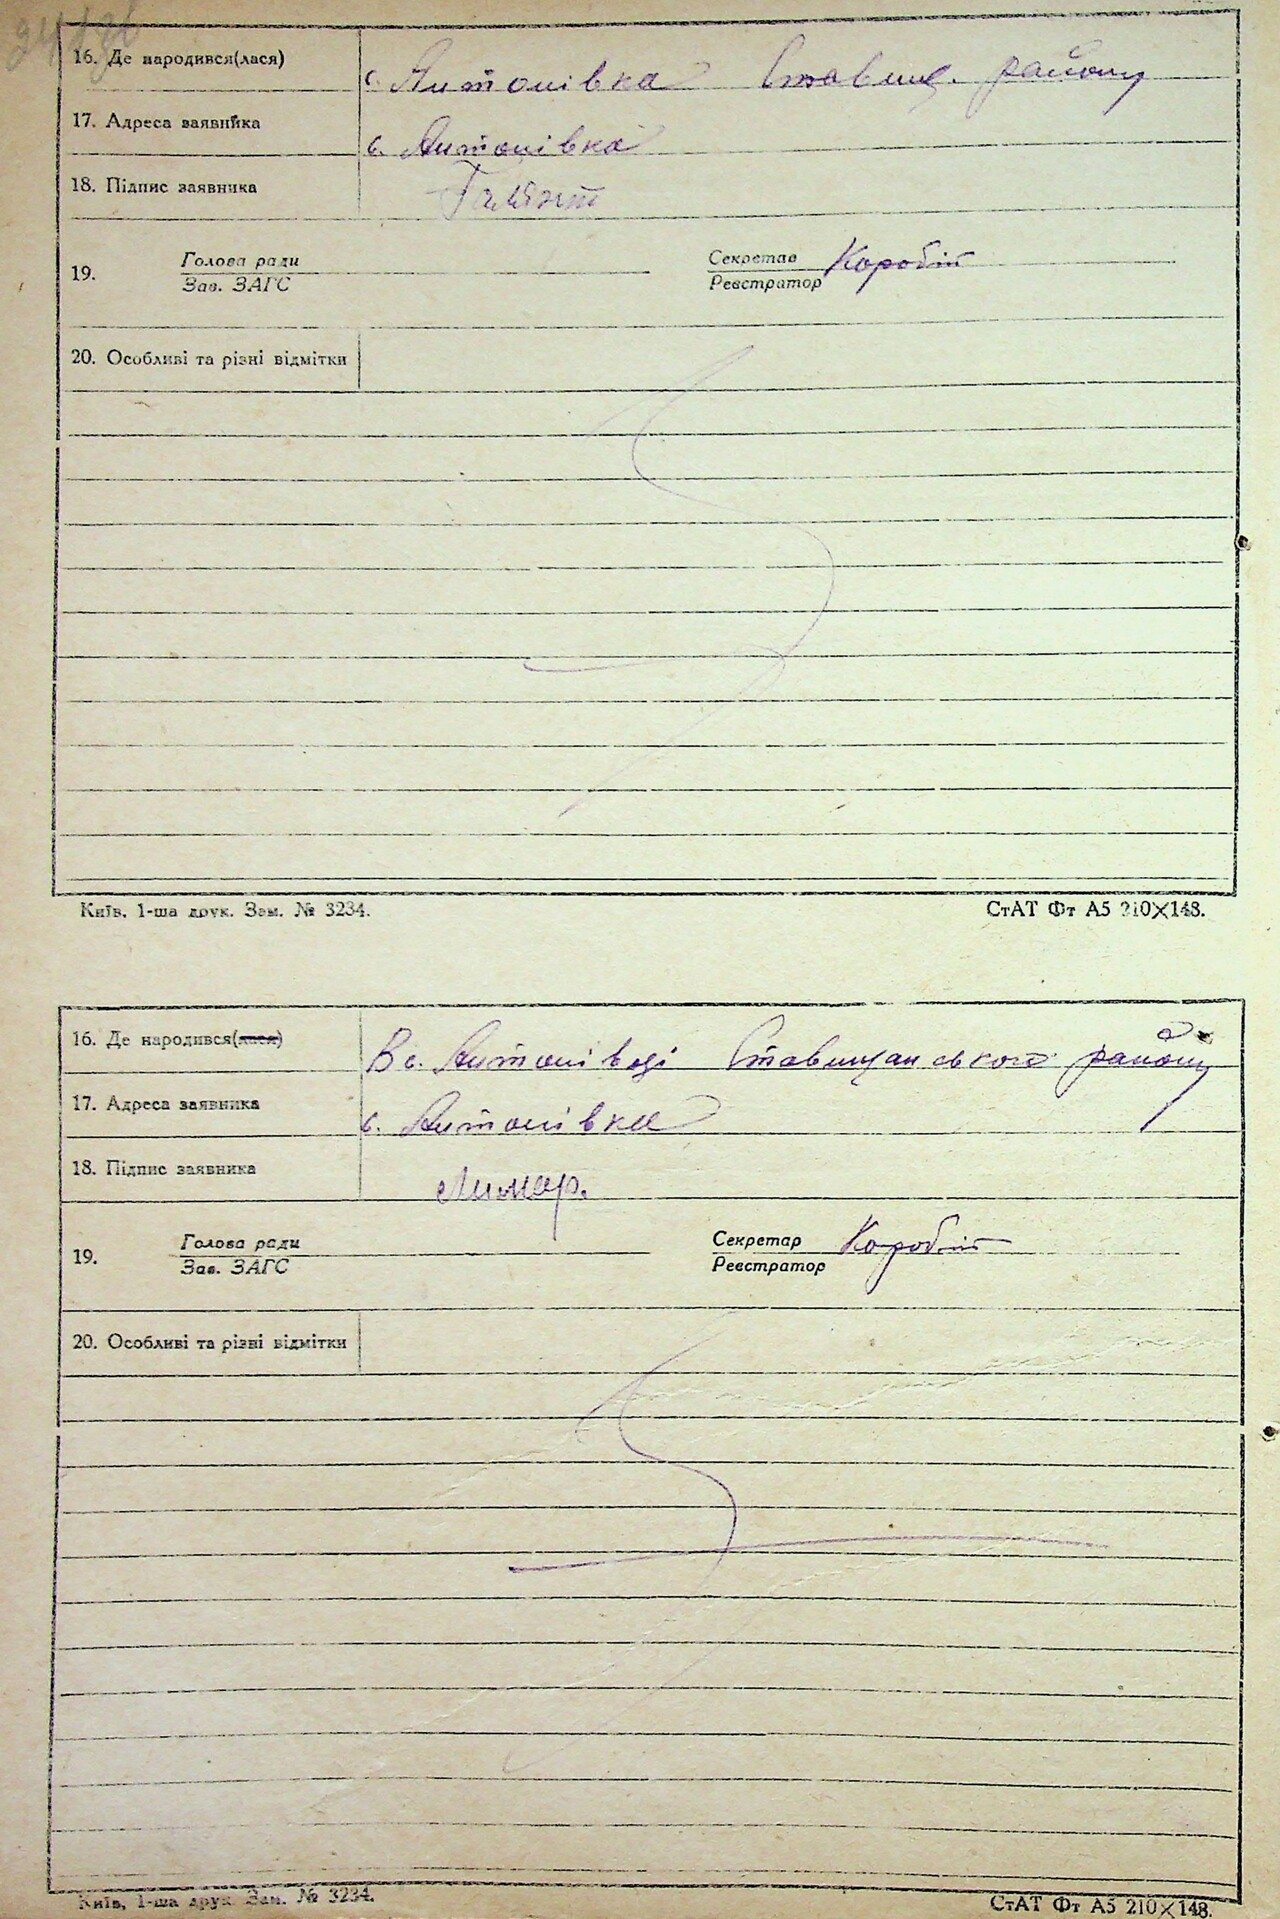 16. Де народився(лася) с. Антонівка Ставищ. району
17. Адреса заявника с. Антонівка
18. Підпис заявника
19. Голова ради Секретар Коробій
Зав. ЗАГС Реєстратор
20. Особливі та різні відмітки
Київ, 1-ша друк. Зам. № 3234. СтАТ Фт А5 210×148.
16. Де народився(лася) В с. Антонівці Ставищанського району
17. Адреса заявника с. Антонівка
18. Підпис заявника Лимар.
19. Голова ради Секретар Коробій
Зав. ЗАГС Реєстратор
20. Особливі та різні відмітки
Київ, 1-ша друк. Зам. № 3234. СтАТ Фт А5 210×148.